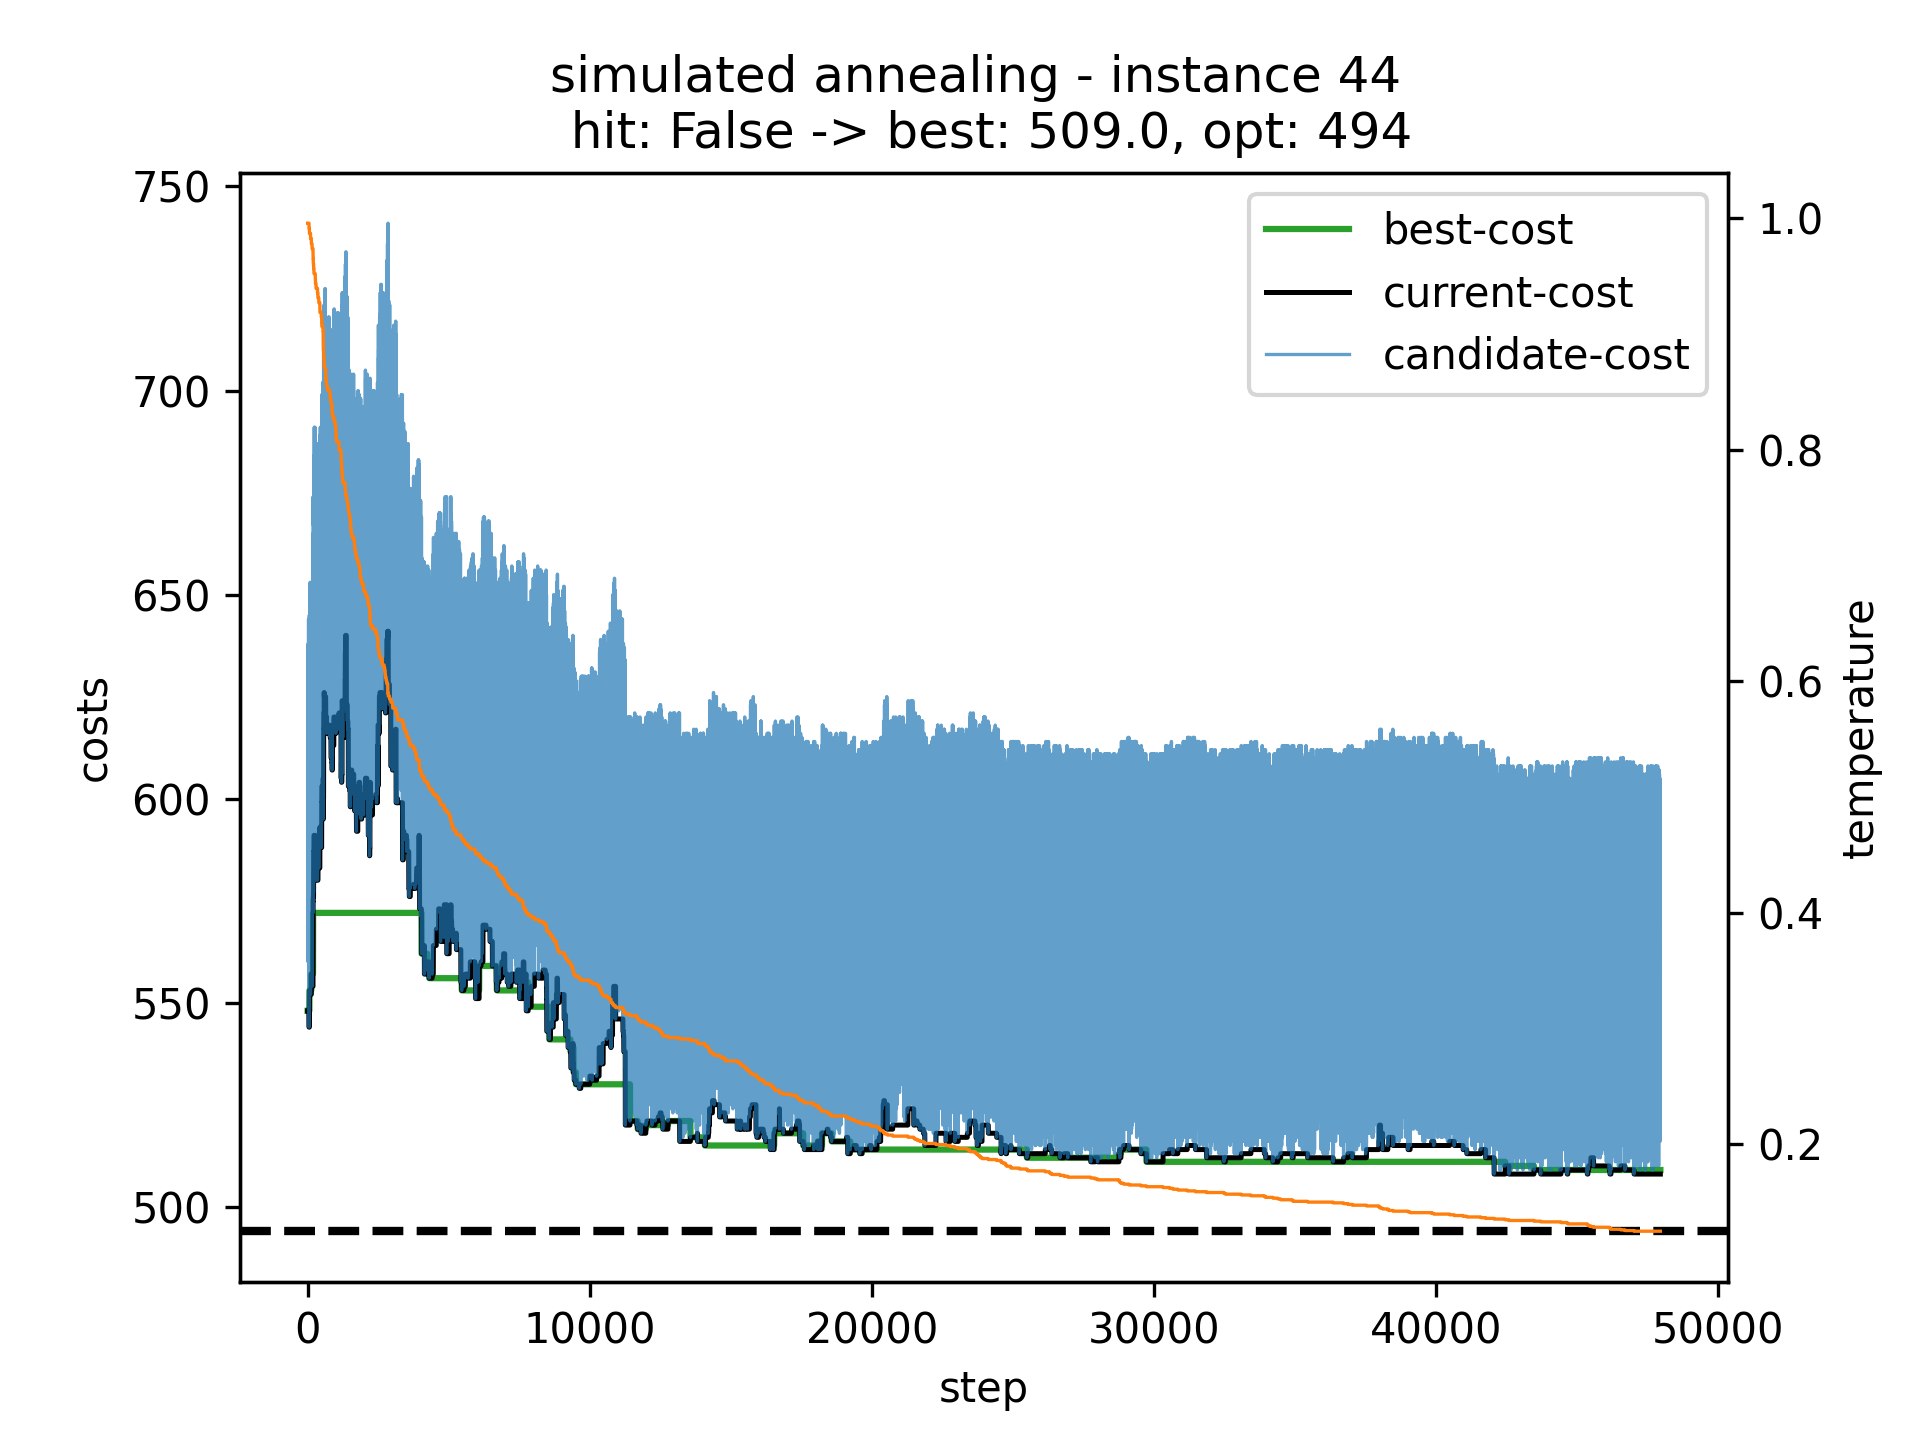 simulated annealing - instance 44
hit: False -> best: 509.0, opt: 494
750
700
650
600
550
500
costs
best-cost
current-cost
candidate-cost
1.0
0.8
0.6
0.4
0.2
temperature
0
10000
20000
30000
40000
50000
step